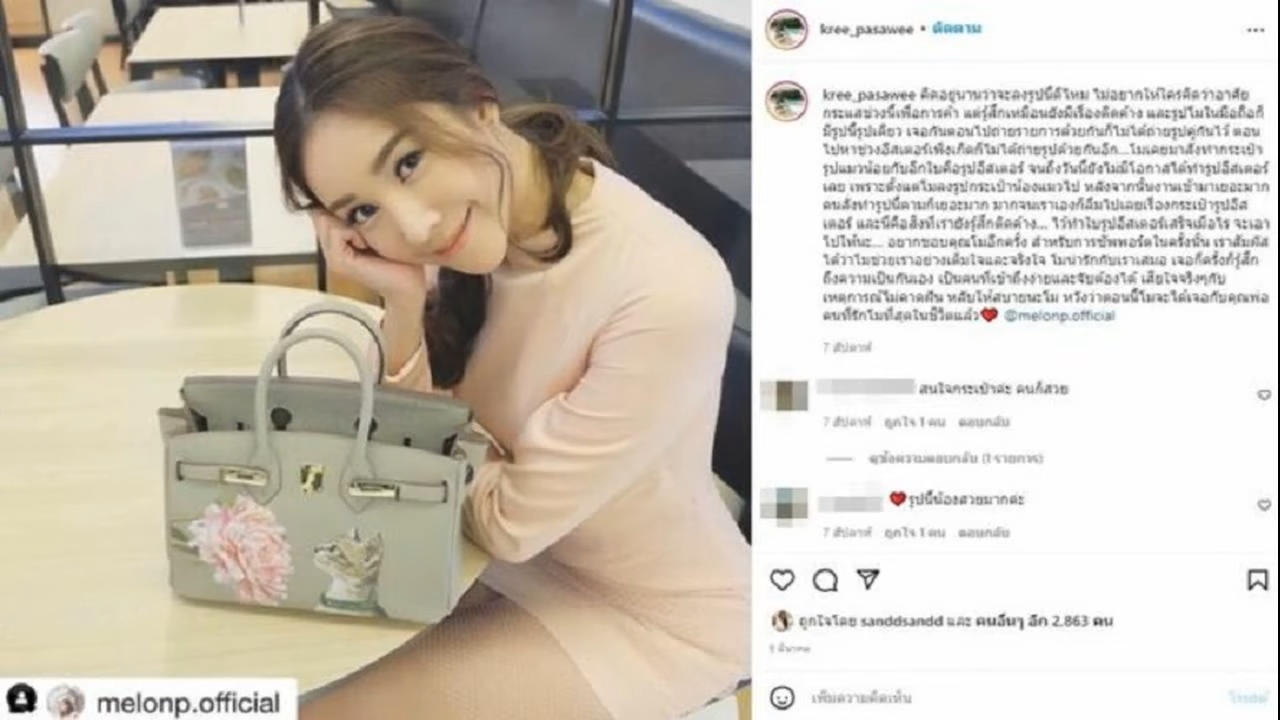 kree_pasawee • ติดตาม
kree_pasawee คิดอยู่นานว่าจะลงรูปนี้ดีไหม ไม่อยากให้ใครคิดว่าอาศัย
กระแสช่วงนี้เพื่อการค้า แต่รู้สึกเหมือนยังมีเรื่องติดค้าง และรูปโมในมือถือก็
มีรูปนี้รูปเดียว เจอกันตอนไปถ่ายรายการด้วยกันก็ไม่ได้ถ่ายรูปคู่กันไว้ ตอน
ไปหาช่วงอีสเตอร์เพิ่งเกิดก็ไม่ได้ถ่ายรูปด้วยกันอีก...โมเคยมาสั่งทำกระเป๋า
รูปแมวน้อยกับอีกใบคือรูปอีสเตอร์ จนถึงวันนี้ยังไม่มีโอกาสได้ทำรูปอีสเตอร์
เลย เพราะตั้งแต่โมลงรูปกระเป๋าน้องแมวไป หลังจากนั้นงานเข้ามาเยอะมาก
คนสั่งทำรูปนี้ตามก็เยอะมาก มากจนเราเองก็ลืมไปเลยเรื่องกระเป๋ารูปอีส
เตอร์ และนี่คือสิ่งที่เรายังรู้สึกติดค้าง... ไว้ทำใบรูปอีสเตอร์เสร็จเมื่อไร จะเอา
ไปให้นะ... อยากขอบคุณโมอีกครั้ง สำหรับการซัพพอร์ตในครั้งนั้น เราสัมผัส
ได้ว่าโมช่วยเราอย่างเต็มใจและจริงใจ โมน่ารักกับเราเสมอ เจอกี่ครั้งก็รู้สึก
ถึงความเป็นกันเอง เป็นคนที่เข้าถึงง่ายและจับต้องได้ เสียใจจริงๆกับ
เหตุการณ์ไม่คาดฝัน หลับให้สบายนะโม หวังว่าตอนนี้โมจะได้เจอกับคุณพ่อ
คนที่รักโมที่สุดในชีวิตแล้ว❤️ @melonp.official
7 สัปดาห์
สนใจกระเป๋าค่ะ คนก็สวย
7 สัปดาห์ ถูกใจ 1 คน ตอบกลับ
ดูข้อความตอบกลับ (1 รายการ)
❤️รูปนี้น้องสวยมากค่ะ
7 สัปดาห์ ถูกใจ 1 คน ตอบกลับ
ถูกใจโดย sanddsandd และ คนอื่นๆ อีก 2,863 คน
1 มีนาคม
เพิ่มความคิดเห็น
โพสต์
melonp.official